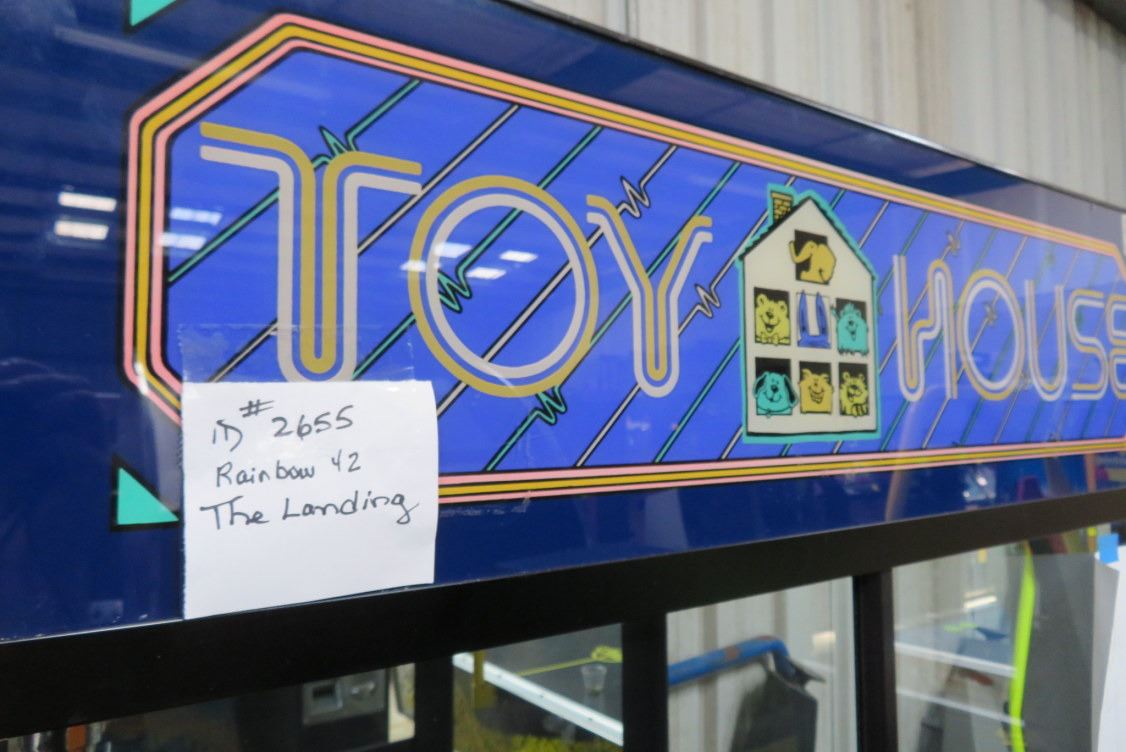 TOY HOUSE
ID # 2655
Rainbow 42
The Landing